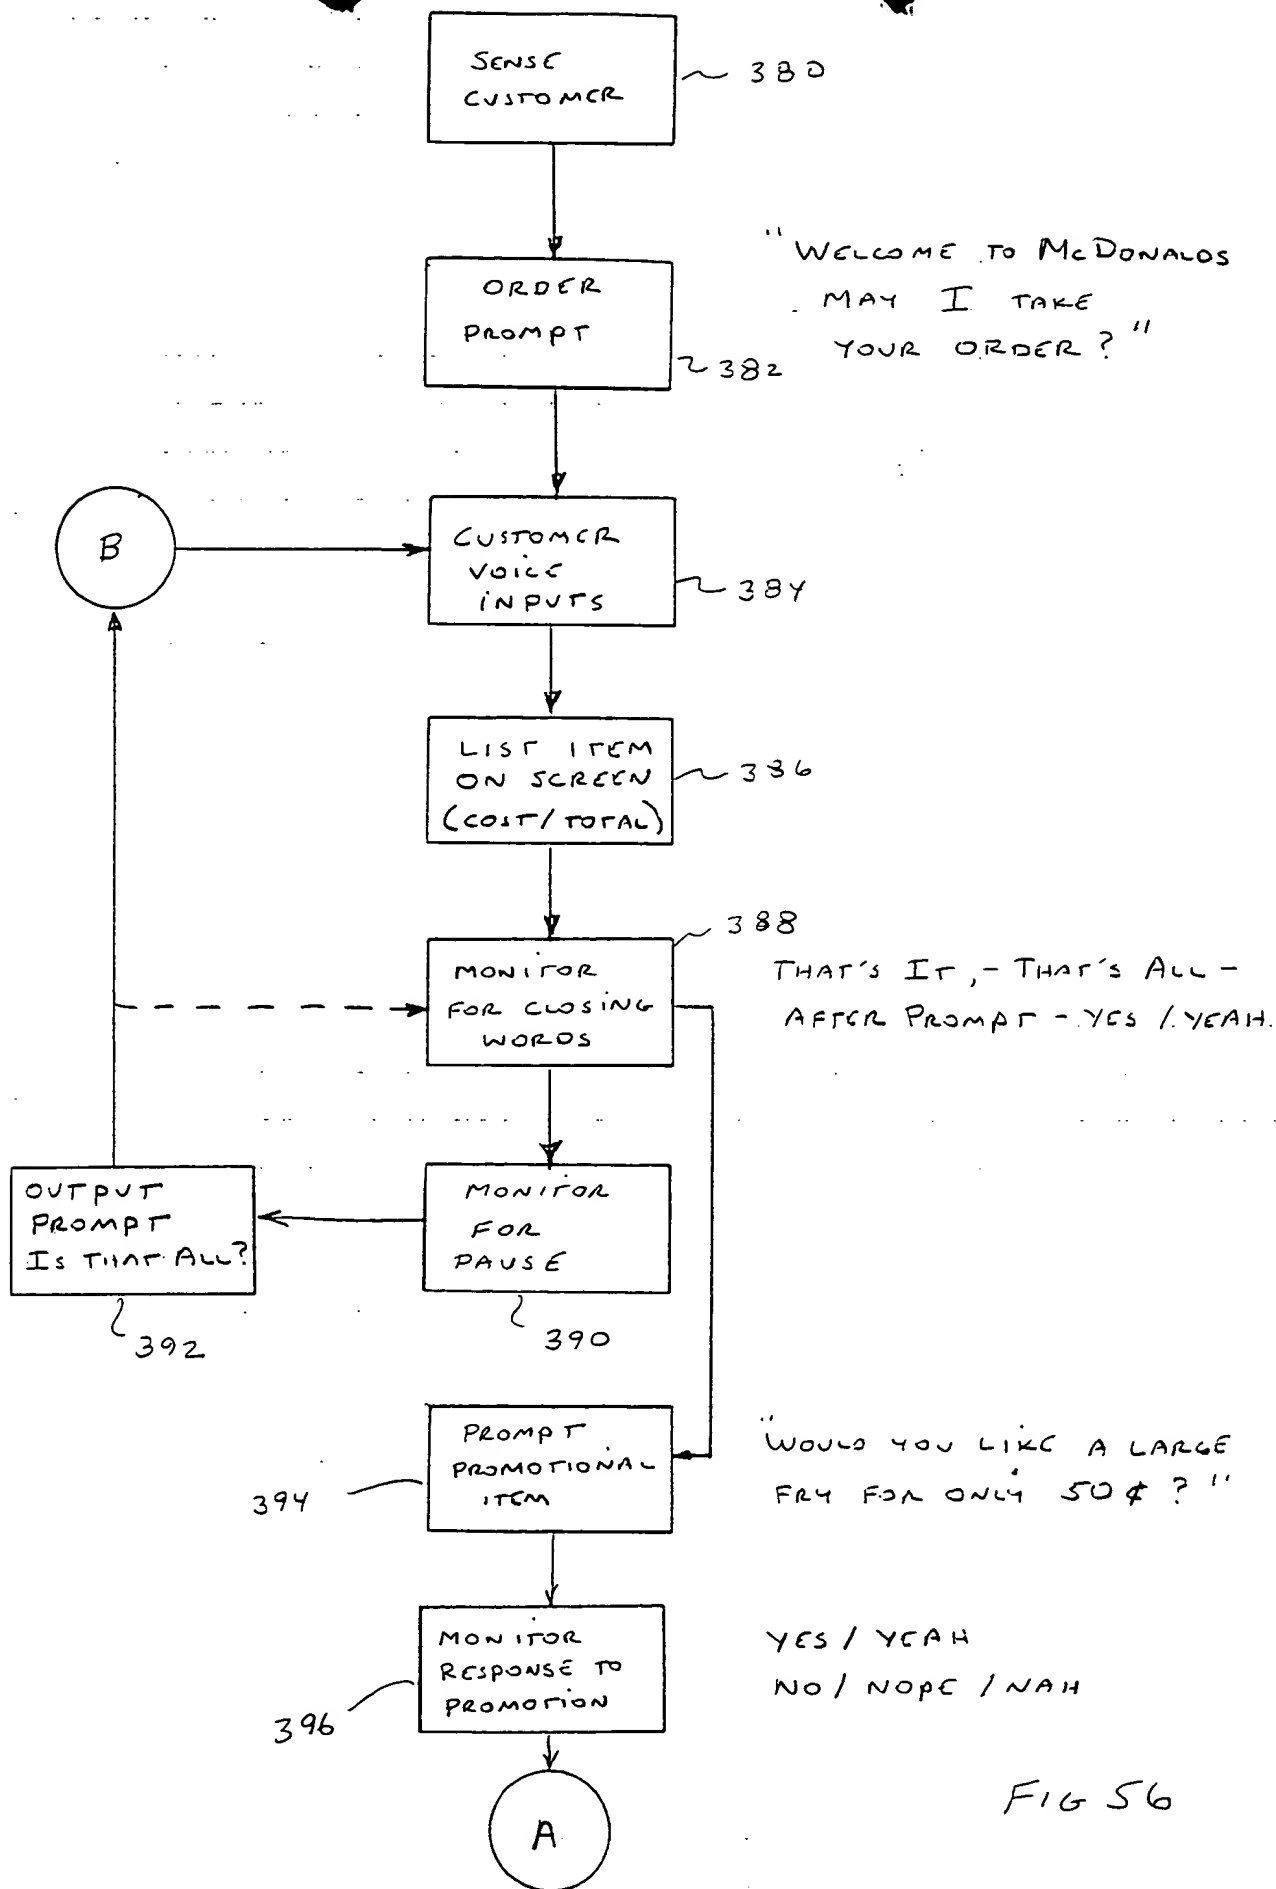 SENSE
CUSTOMER
380
ORDER
PROMPT
382
"WELCOME TO McDONALDS
MAY I TAKE
YOUR ORDER?"
B
CUSTOMER
VOICE
INPUTS
384
LIST ITEM
ON SCREEN
(COST/TOTAL)
386
388
MONITOR
FOR CLOSING
WORDS
THAT'S IT,- THAT'S ALL -
AFTER PROMPT - YES / YEAH.
OUTPUT
PROMPT
IS THAT ALL?
392
MONITOR
FOR
PAUSE
390
PROMPT
PROMOTIONAL
ITEM
394
"WOULD YOU LIKE A LARGE
FRY FOR ONLY 50¢?"
MONITOR
RESPONSE TO
PROMOTION
396
YES / YEAH
NO / NOPE / NAH
A
FIG 56